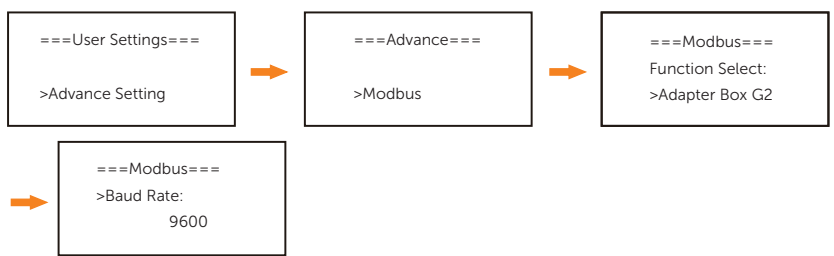 ===User Settings===
>Advance Setting
===Advance===
>Modbus
===Modbus===
Function Select:
>Adapter Box G2
===Modbus===
>Baud Rate:
9600